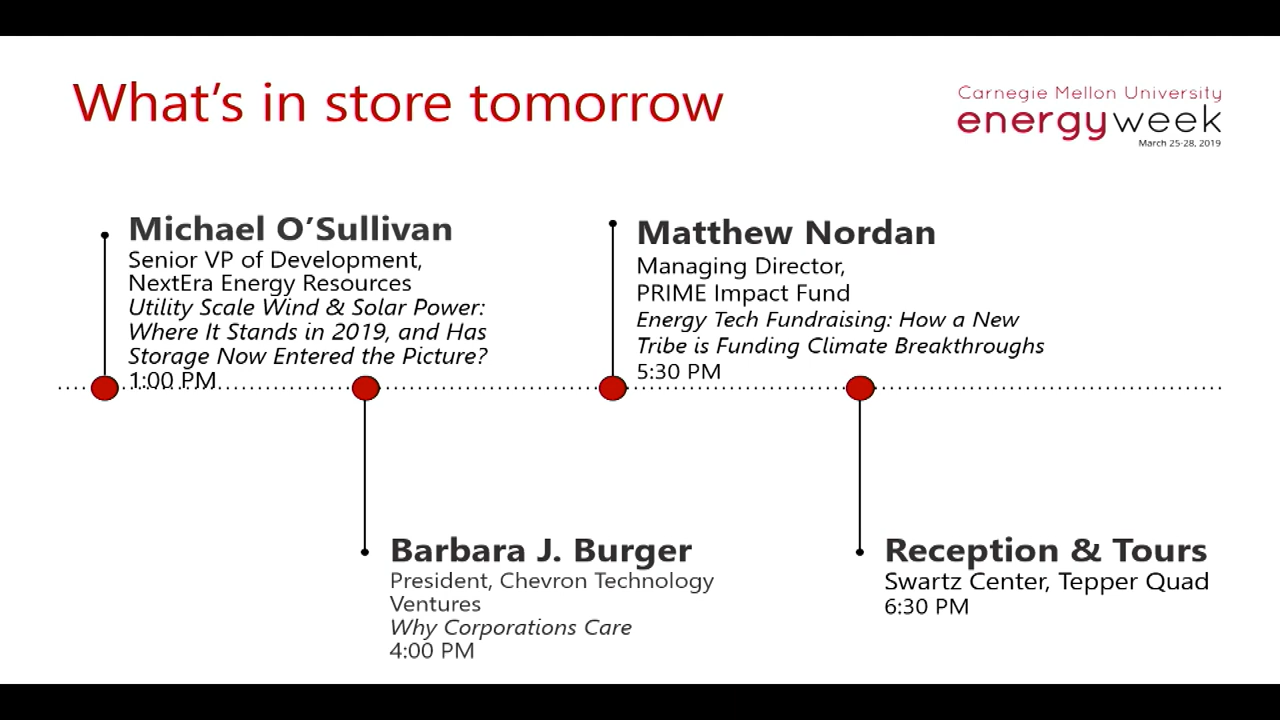 What's in store tomorrow
Carnegie Mellon University
energyweek
March 25-28, 2019
Michael O'Sullivan
Senior VP of Development,
NextEra Energy Resources
Utility Scale Wind & Solar Power:
Where It Stands in 2019, and Has
Storage Now Entered the Picture?
1:00 PM
Matthew Nordan
Managing Director,
PRIME Impact Fund
Energy Tech Fundraising: How a New
Tribe is Funding Climate Breakthroughs
5:30 PM
Barbara J. Burger
President, Chevron Technology
Ventures
Why Corporations Care
4:00 PM
Reception & Tours
Swartz Center, Tepper Quad
6:30 PM